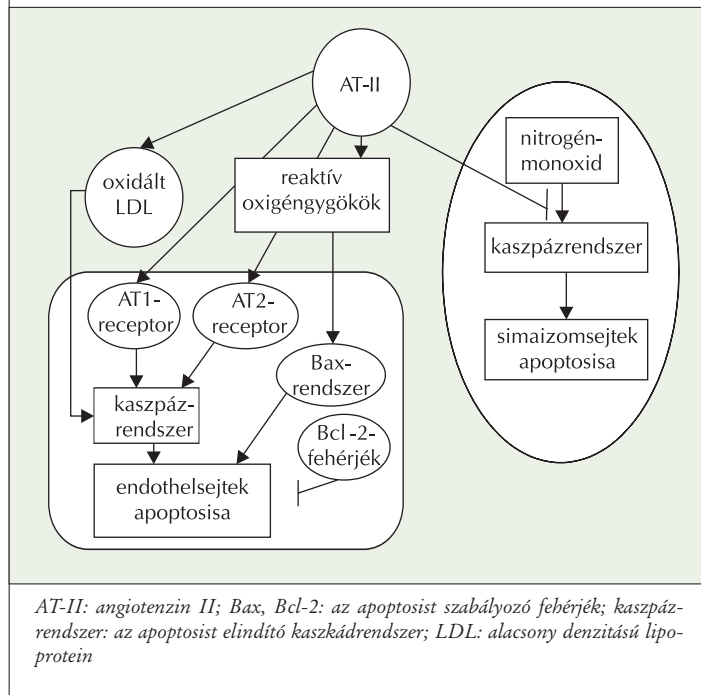 AT-II
oxidált
LDL
reaktív
oxigéngyökök
nitrogén-
monoxid
kaszpázrendszer
simaizomsejtek
apoptosisa
AT1-
receptor
AT2-
receptor
Bax-
rendszer
kaszpáz-
rendszer
Bcl-2-
fehérjék
endothelsejtek
apoptosisa
AT-II: angiotenzin II; Bax, Bcl-2: az apoptosist szabályozó fehérjék; kaszpáz-
rendszer: az apoptosist elindító kaszkádrendszer; LDL: alacsony denzitású lipo-
protein